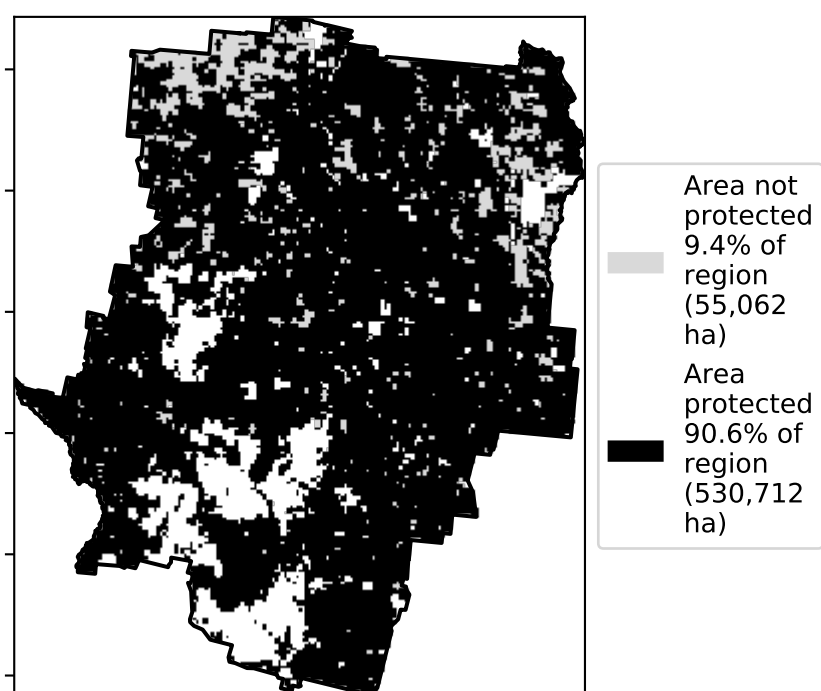 Area not
protected
9.4% of
region
(55,062
ha)
Area
protected
90.6% of
region
(530,712
ha)